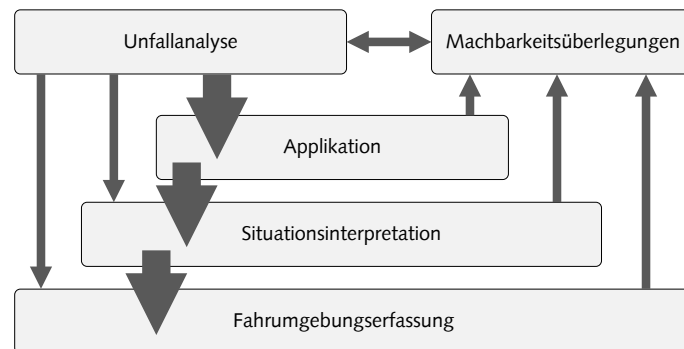 Unfallanalyse
Machbarkeitsüberlegungen
Applikation
Situationsinterpretation
Fahrumgebungserfassung